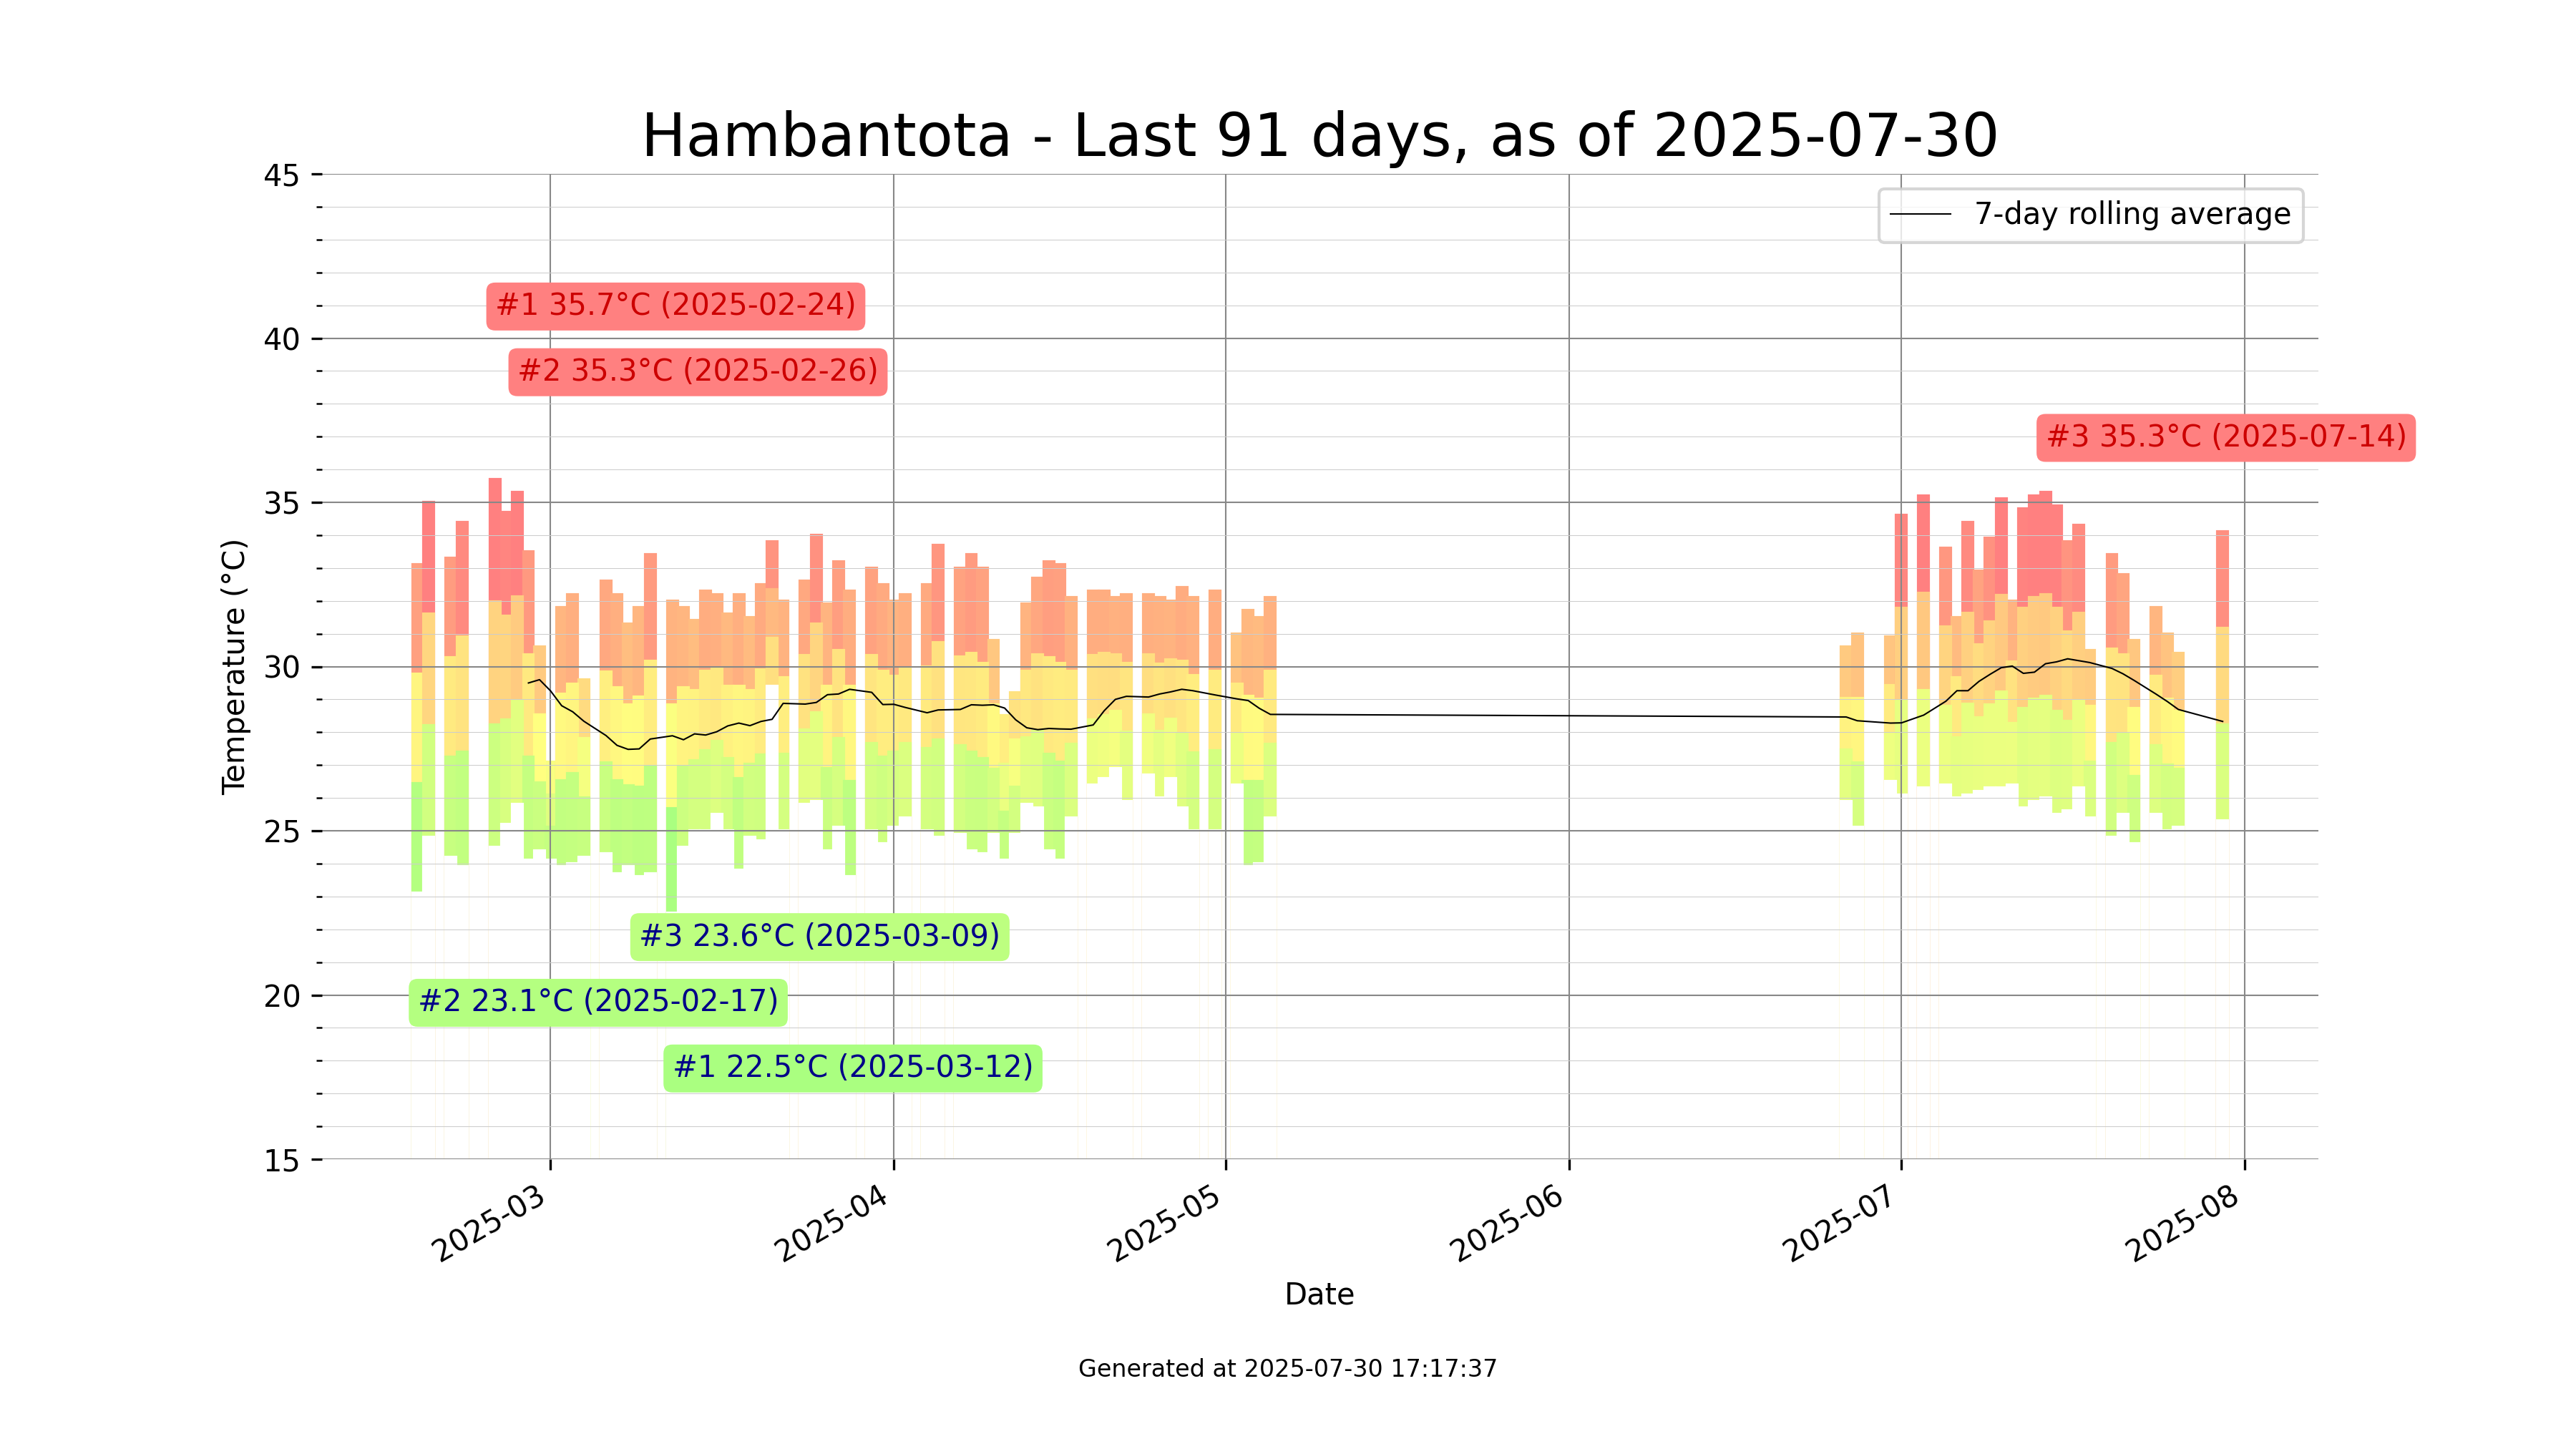 Hambantota - Last 91 days, as of 2025-07-30
45
40
35
30
25
20
15
Temperature (°C)
7-day rolling average
#1 35.7°C (2025-02-24)
#2 35.3°C (2025-02-26)
#3 35.3°C (2025-07-14)
#3 23.6°C (2025-03-09)
#2 23.1°C (2025-02-17)
#1 22.5°C (2025-03-12)
2025-03
2025-04
2025-05
2025-06
2025-07
2025-08
Date
Generated at 2025-07-30 17:17:37